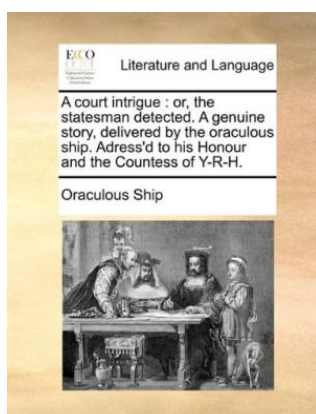 ECCO
Literature and Language
A court intrigue : or, the
statesman detected. A genuine
story, delivered by the oraculous
ship. Adress'd to his Honour
and the Countess of Y-R-H.
Oraculous Ship